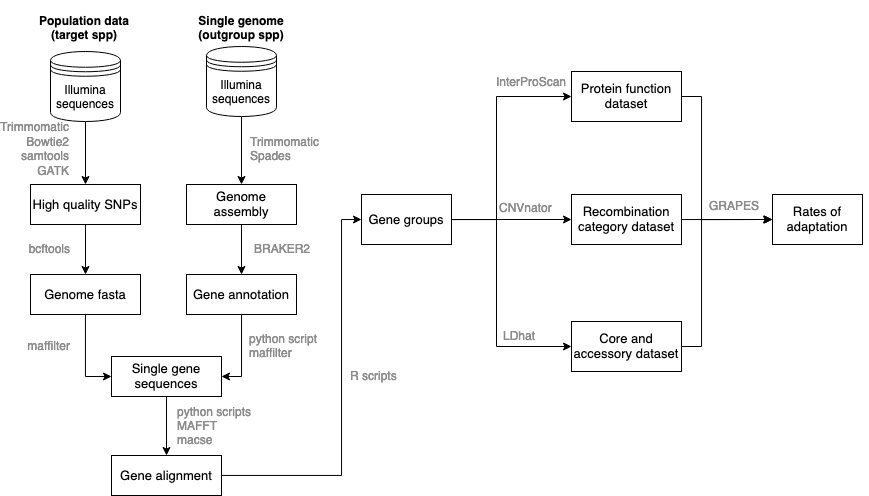 Population data
(target spp)
Single genome
(outgroup spp)
Illumina
sequences
Illumina
sequences
Trimmomatic
Bowtie2
samtools
GATK
Trimmomatic
Spades
High quality SNPs
Genome
assembly
bcftools
BRAKER2
Genome fasta
Gene annotation
maffilter
python script
maffilter
Single gene
sequences
python scripts
MAFFT
macse
Gene alignment
R scripts
Gene groups
InterProScan
Protein function
dataset
CNVnator
Recombination
category dataset
LDhat
Core and
accessory dataset
GRAPES
Rates of
adaptation